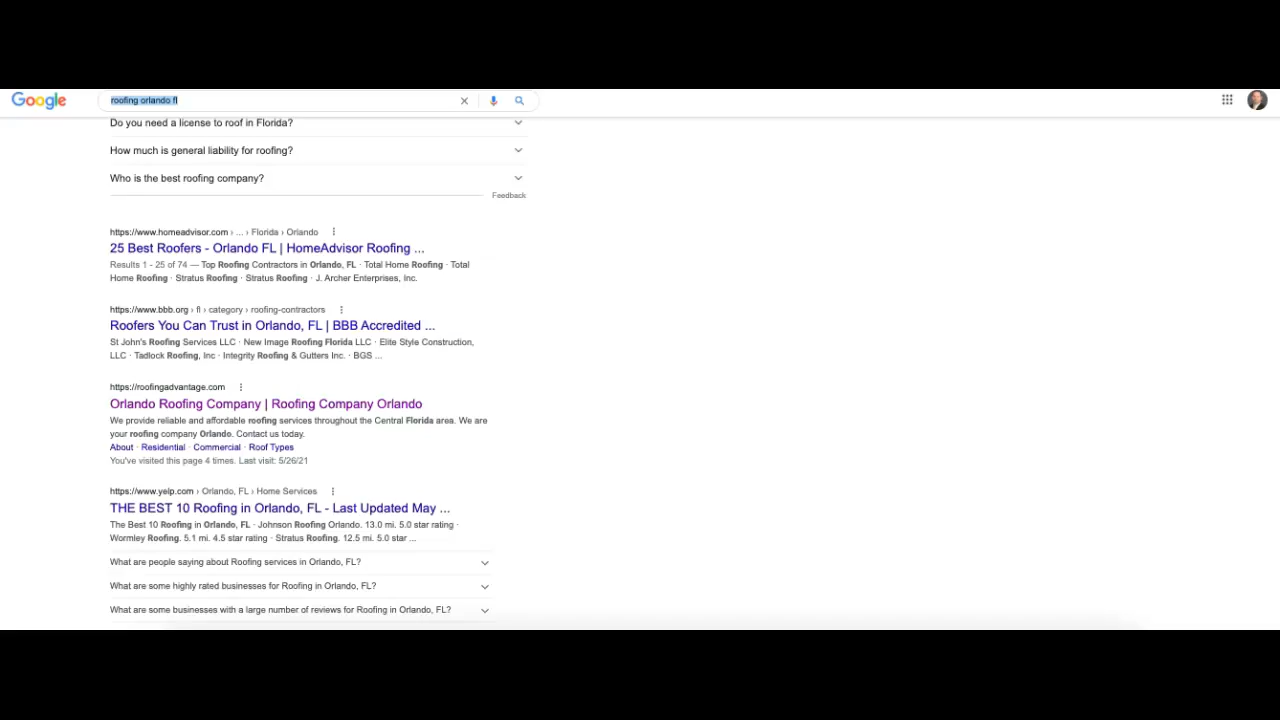 Google
roofing orlando fl
Do you need a license to roof in Florida?
How much is general liability for roofing?
Who is the best roofing company?
Feedback
https://www.homeadvisor.com › ... › Florida › Orlando
25 Best Roofers - Orlando FL | HomeAdvisor Roofing ...
Results 1 - 25 of 74 — Top Roofing Contractors in Orlando, FL · Total Home Roofing · Total
Home Roofing · Stratus Roofing · Stratus Roofing · J. Archer Enterprises, Inc.
https://www.bbb.org › fl › category › roofing-contractors
Roofers You Can Trust in Orlando, FL | BBB Accredited ...
St John's Roofing Services LLC · New Image Roofing Florida LLC · Elite Style Construction,
LLC · Tadlock Roofing, Inc · Integrity Roofing & Gutters Inc. · BGS ...
https://roofingadvantage.com
Orlando Roofing Company | Roofing Company Orlando
We provide reliable and affordable roofing services throughout the Central Florida area. We are
your roofing company Orlando. Contact us today.
About · Residential · Commercial · Roof Types
You've visited this page 4 times. Last visit: 5/26/21
https://www.yelp.com › Orlando, FL › Home Services
THE BEST 10 Roofing in Orlando, FL - Last Updated May ...
The Best 10 Roofing in Orlando, FL · Johnson Roofing Orlando. 13.0 mi. 5.0 star rating ·
Wormley Roofing. 5.1 mi. 4.5 star rating · Stratus Roofing. 12.5 mi. 5.0 star ...
What are people saying about Roofing services in Orlando, FL?
What are some highly rated businesses for Roofing in Orlando, FL?
What are some businesses with a large number of reviews for Roofing in Orlando, FL?